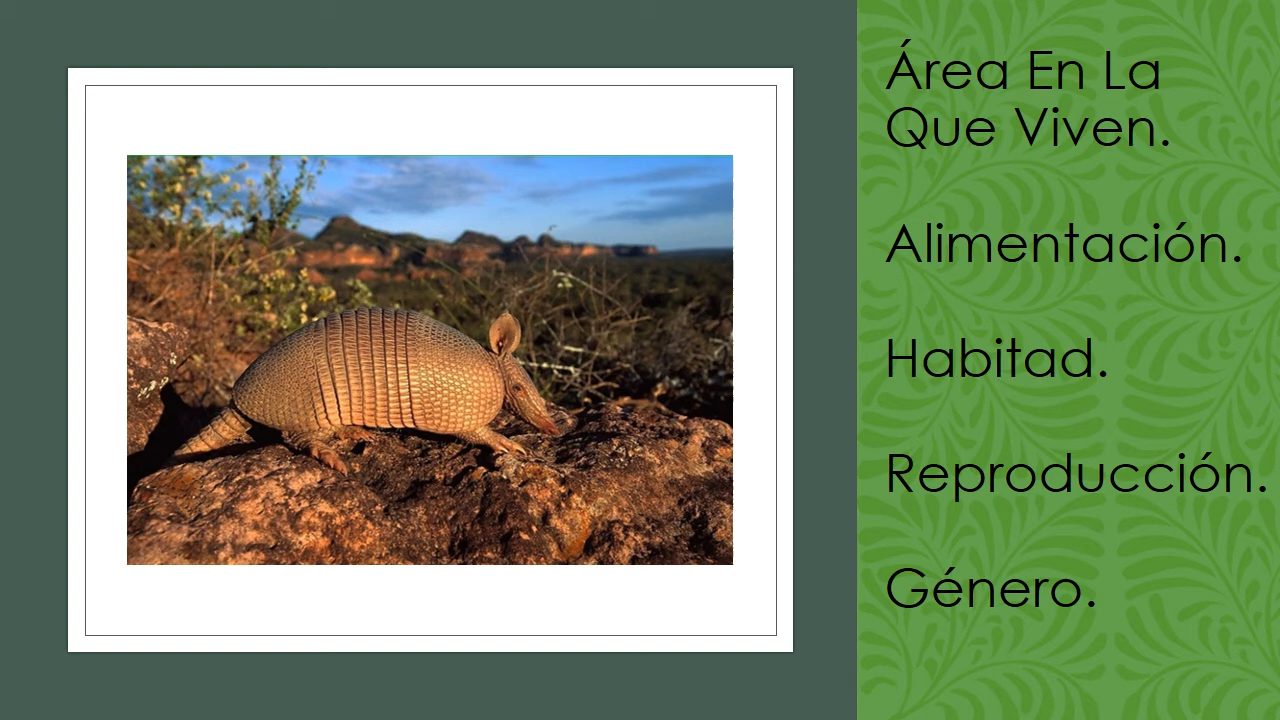 Área En La
Que Viven.
Alimentación.
Habitad.
Reproducción.
Género.